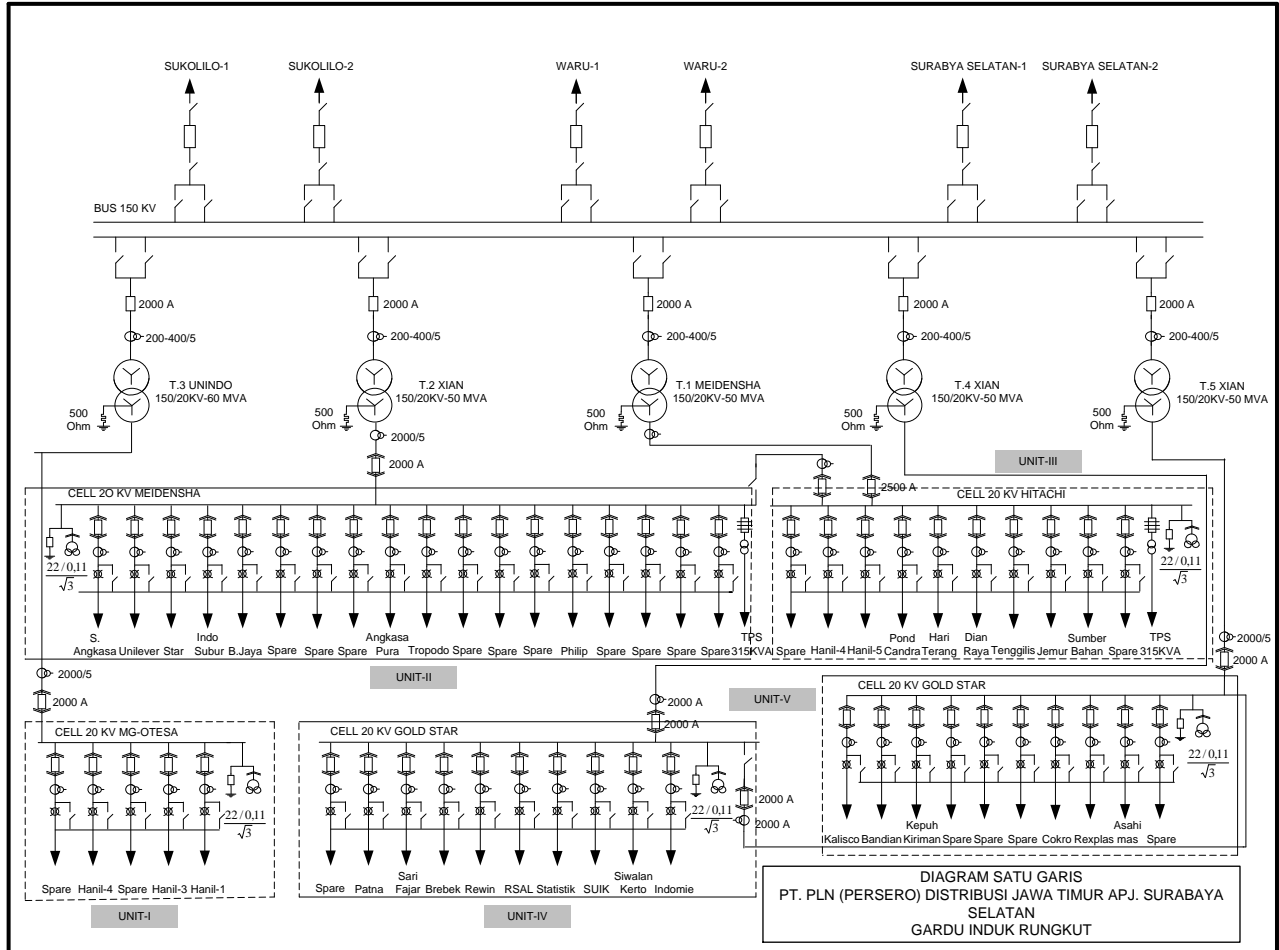 SUKOLILO-1
SUKOLILO-2
WARU-1
WARU-2
SURABYA SELATAN-1
SURABYA SELATAN-2
BUS 150 KV
2000 A
2000 A
2000 A
2000 A
2000 A
200-400/5
200-400/5
200-400/5
200-400/5
200-400/5
T.3 UNINDO
150/20KV-60 MVA
T.2 XIAN
150/20KV-50 MVA
T.1 MEIDENSHA
150/20KV-50 MVA
T.4 XIAN
150/20KV-50 MVA
T.5 XIAN
150/20KV-50 MVA
500
Ohm
500
Ohm
500
Ohm
500
Ohm
500
Ohm
2000/5
2000 A
UNIT-III
2500 A
CELL 2O KV MEIDENSHA
CELL 20 KV HITACHI
22/0,11
√3
22/0,11
√3
S.
Angkasa
Unilever
Star
Indo
Subur
B.Jaya
Spare
Spare
Spare
Angkasa
Pura
Tropodo
Spare
Spare
Spare
Philip
Spare
Spare
Spare
Spare
TPS
315KVA
Spare
Hanil-4
Hanil-5
Pond
Candra
Hari
Terang
Dian
Raya
Tenggilis
Jemur
Sumber
Bahan
Spare
TPS
315KVA
2000/5
2000 A
UNIT-II
2000/5
2000 A
2000 A
2000 A
UNIT-V
CELL 20 KV GOLD STAR
CELL 20 KV MG-OTESA
CELL 20 KV GOLD STAR
22/0,11
√3
22/0,11
√3
22/0,11
√3
2000 A
2000 A
Kalisco
Bandian
Kepuh
Kiriman
Spare
Spare
Spare
Cokro
Rexplas
Asahi
mas
Spare
Spare
Hanil-4
Spare
Hanil-3
Hanil-1
Spare
Patna
Sari
Fajar
Brebek
Rewin
RSAL
Statistik
SUIK
Siwalan
Kerto
Indomie
UNIT-I
UNIT-IV
DIAGRAM SATU GARIS
PT. PLN (PERSERO) DISTRIBUSI JAWA TIMUR APJ. SURABAYA
SELATAN
GARDU INDUK RUNGKUT